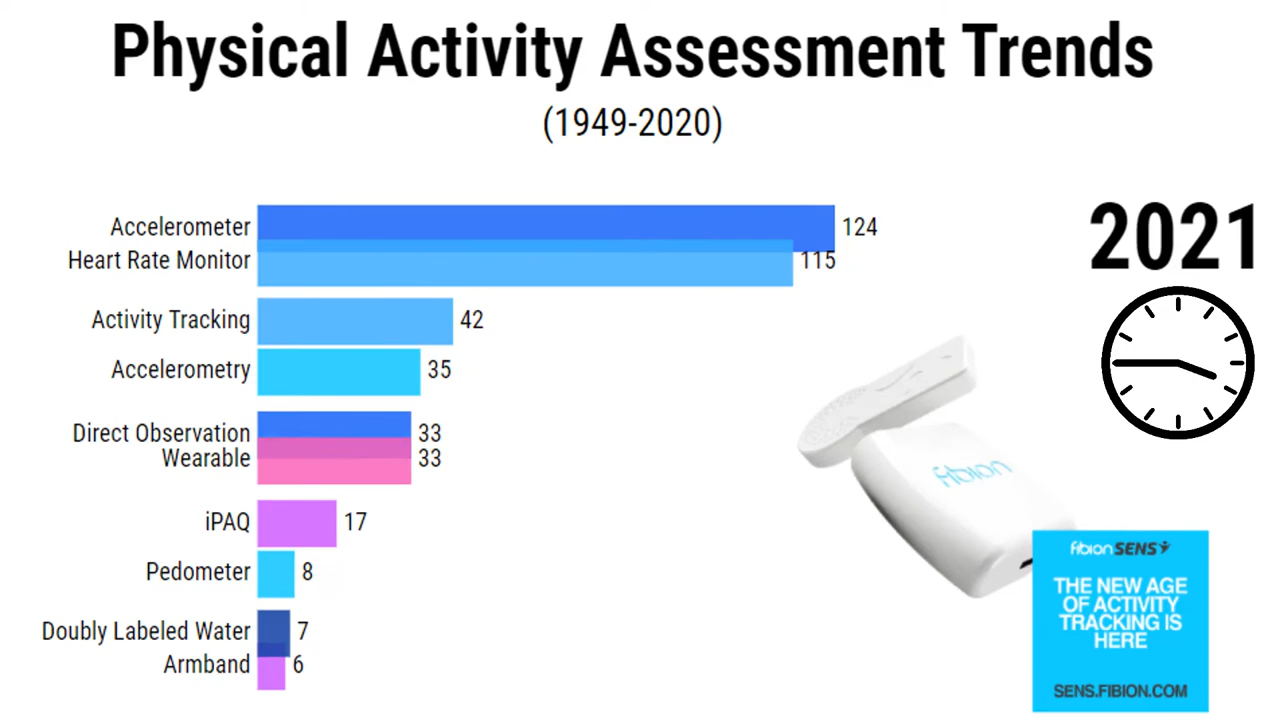 Physical Activity Assessment Trends
(1949-2020)
Accelerometer 124
Heart Rate Monitor 115
Activity Tracking 42
Accelerometry 35
Direct Observation 33
Wearable 33
iPAQ 17
Pedometer 8
Doubly Labeled Water 7
Armband 6
2021
fibion
fibion SENS
THE NEW AGE
OF ACTIVITY
TRACKING IS
HERE
SENS.FIBION.COM